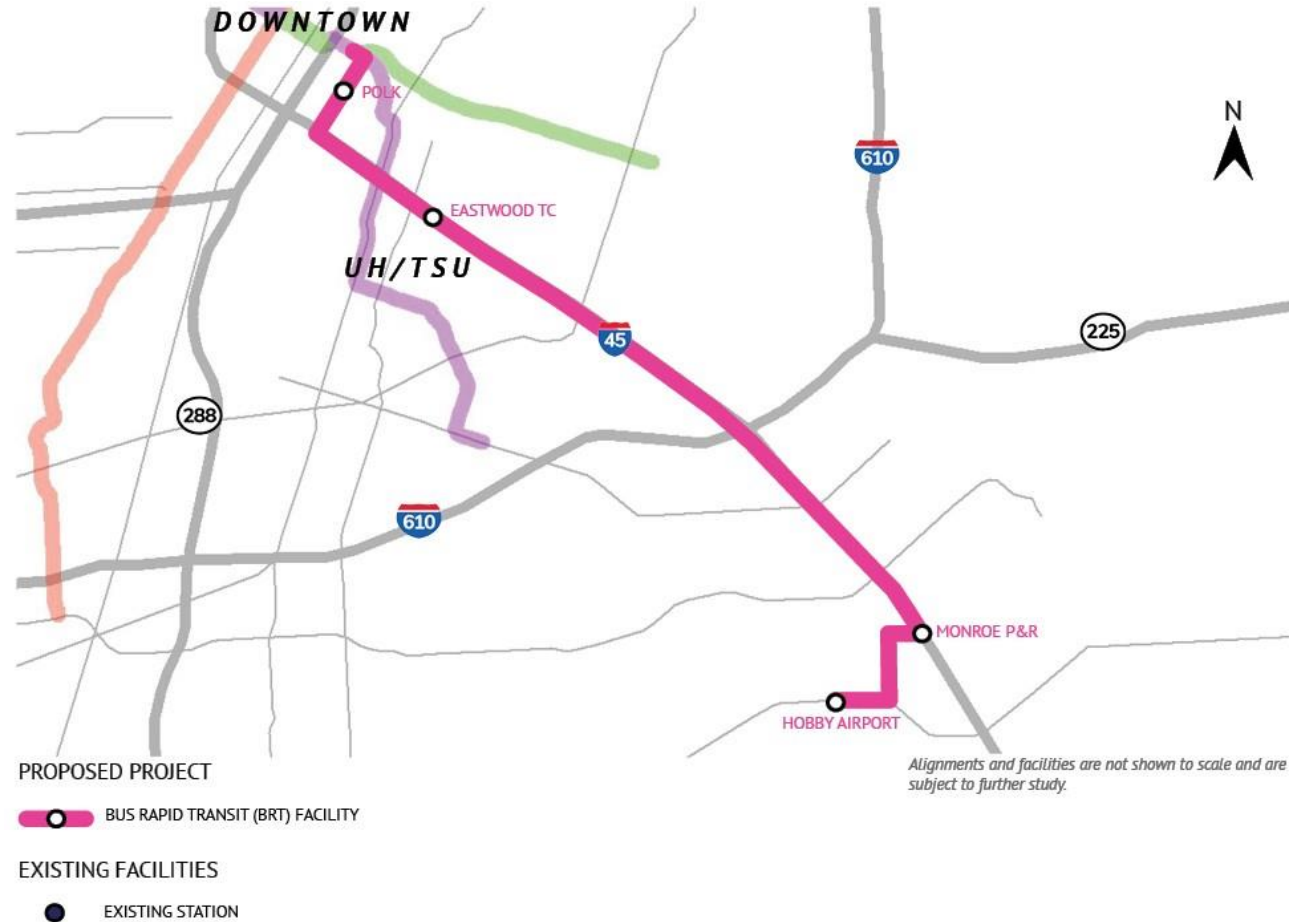 DOWNTOWN
POLK
N
610
EASTWOOD TC
UH/TSU
45
225
288
610
MONROE P&R
HOBBY AIRPORT
Alignments and facilities are not shown to scale and are
subject to further study.
PROPOSED PROJECT
BUS RAPID TRANSIT (BRT) FACILITY
EXISTING FACILITIES
EXISTING STATION